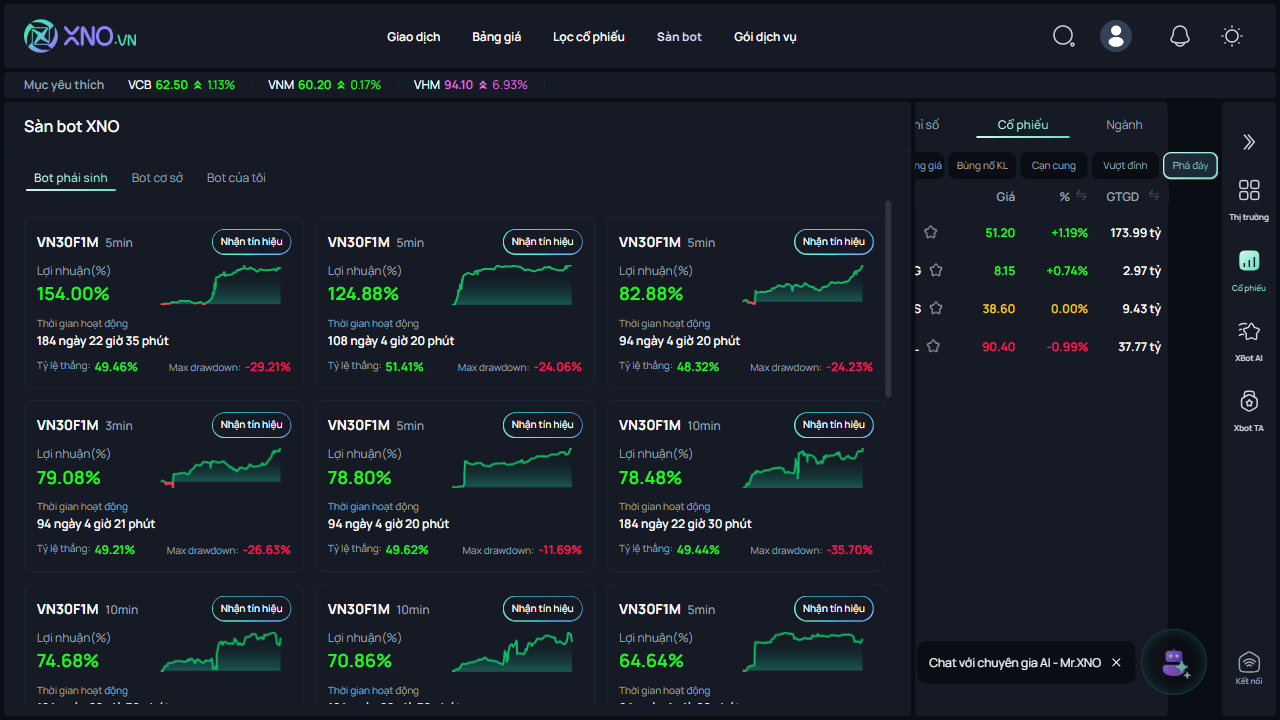 XNO.VN
Giao dịch Bảng giá Lọc cổ phiếu Sàn bot Gói dịch vụ
Mục yêu thích VCB 62.50 1.13% VNM 60.20 0.17% VHM 94.10 6.93%
Sàn bot XNO
Bot phái sinh Bot cơ sở Bot của tôi
VN30F1M 5min Nhận tín hiệu
Lợi nhuận(%)
154.00%
Thời gian hoạt động
184 ngày 22 giờ 35 phút
Tỷ lệ thắng: 49.46% Max drawdown: -29.21%
VN30F1M 5min Nhận tín hiệu
Lợi nhuận(%)
124.88%
Thời gian hoạt động
108 ngày 4 giờ 20 phút
Tỷ lệ thắng: 51.41% Max drawdown: -24.06%
VN30F1M 5min Nhận tín hiệu
Lợi nhuận(%)
82.88%
Thời gian hoạt động
94 ngày 4 giờ 20 phút
Tỷ lệ thắng: 48.32% Max drawdown: -24.23%
VN30F1M 3min Nhận tín hiệu
Lợi nhuận(%)
79.08%
Thời gian hoạt động
94 ngày 4 giờ 21 phút
Tỷ lệ thắng: 49.21% Max drawdown: -26.63%
VN30F1M 5min Nhận tín hiệu
Lợi nhuận(%)
78.80%
Thời gian hoạt động
94 ngày 4 giờ 20 phút
Tỷ lệ thắng: 49.62% Max drawdown: -11.69%
VN30F1M 10min Nhận tín hiệu
Lợi nhuận(%)
78.48%
Thời gian hoạt động
184 ngày 22 giờ 30 phút
Tỷ lệ thắng: 49.44% Max drawdown: -35.70%
VN30F1M 10min Nhận tín hiệu
Lợi nhuận(%)
74.68%
Thời gian hoạt động
VN30F1M 10min Nhận tín hiệu
Lợi nhuận(%)
70.86%
Thời gian hoạt động
VN30F1M 5min Nhận tín hiệu
Lợi nhuận(%)
64.64%
Thời gian hoạt động
số Cổ phiếu Ngành
giá Bùng nổ KL Cạn cung Vượt đỉnh Phá đáy
Giá % GTGD
51.20 +1.19% 173.99 tỷ
G 8.15 +0.74% 2.97 tỷ
S 38.60 0.00% 9.43 tỷ
90.40 -0.99% 37.77 tỷ
Chat với chuyên gia AI - Mr.XNO
Thị trường
Cổ phiếu
XBot AI
Xbot TA
Kết nối